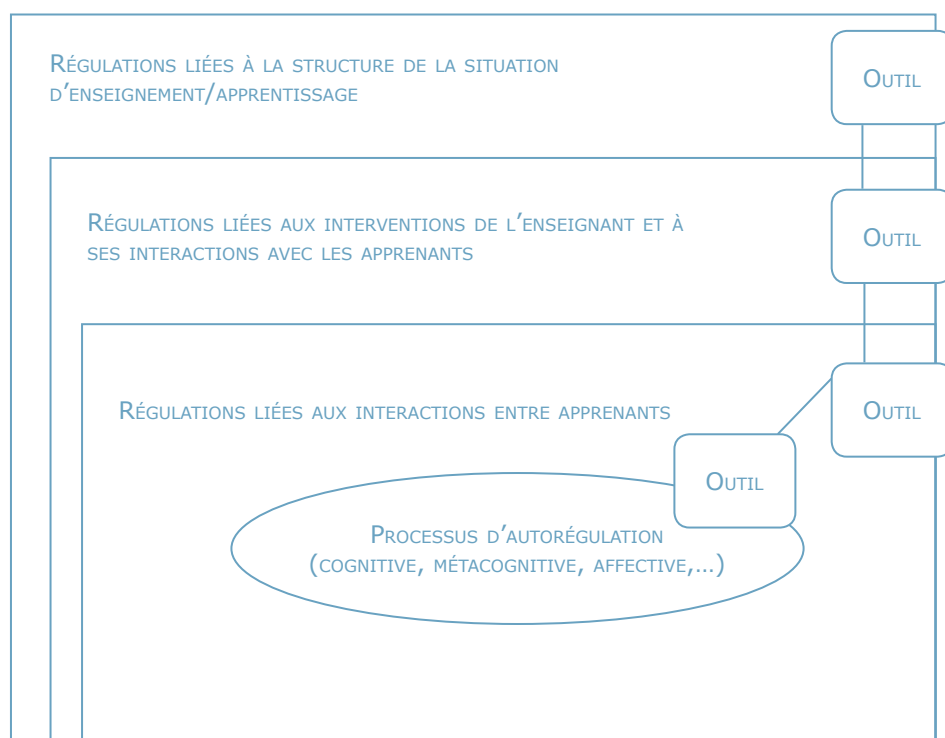 Régulations liées à la structure de la situation
d'enseignement/apprentissage
Outil
Régulations liées aux interventions de l'enseignant et à
ses interactions avec les apprenants
Outil
Régulations liées aux interactions entre apprenants
Outil
Outil
Processus d'autorégulation
(cognitive, métacognitive, affective,…)